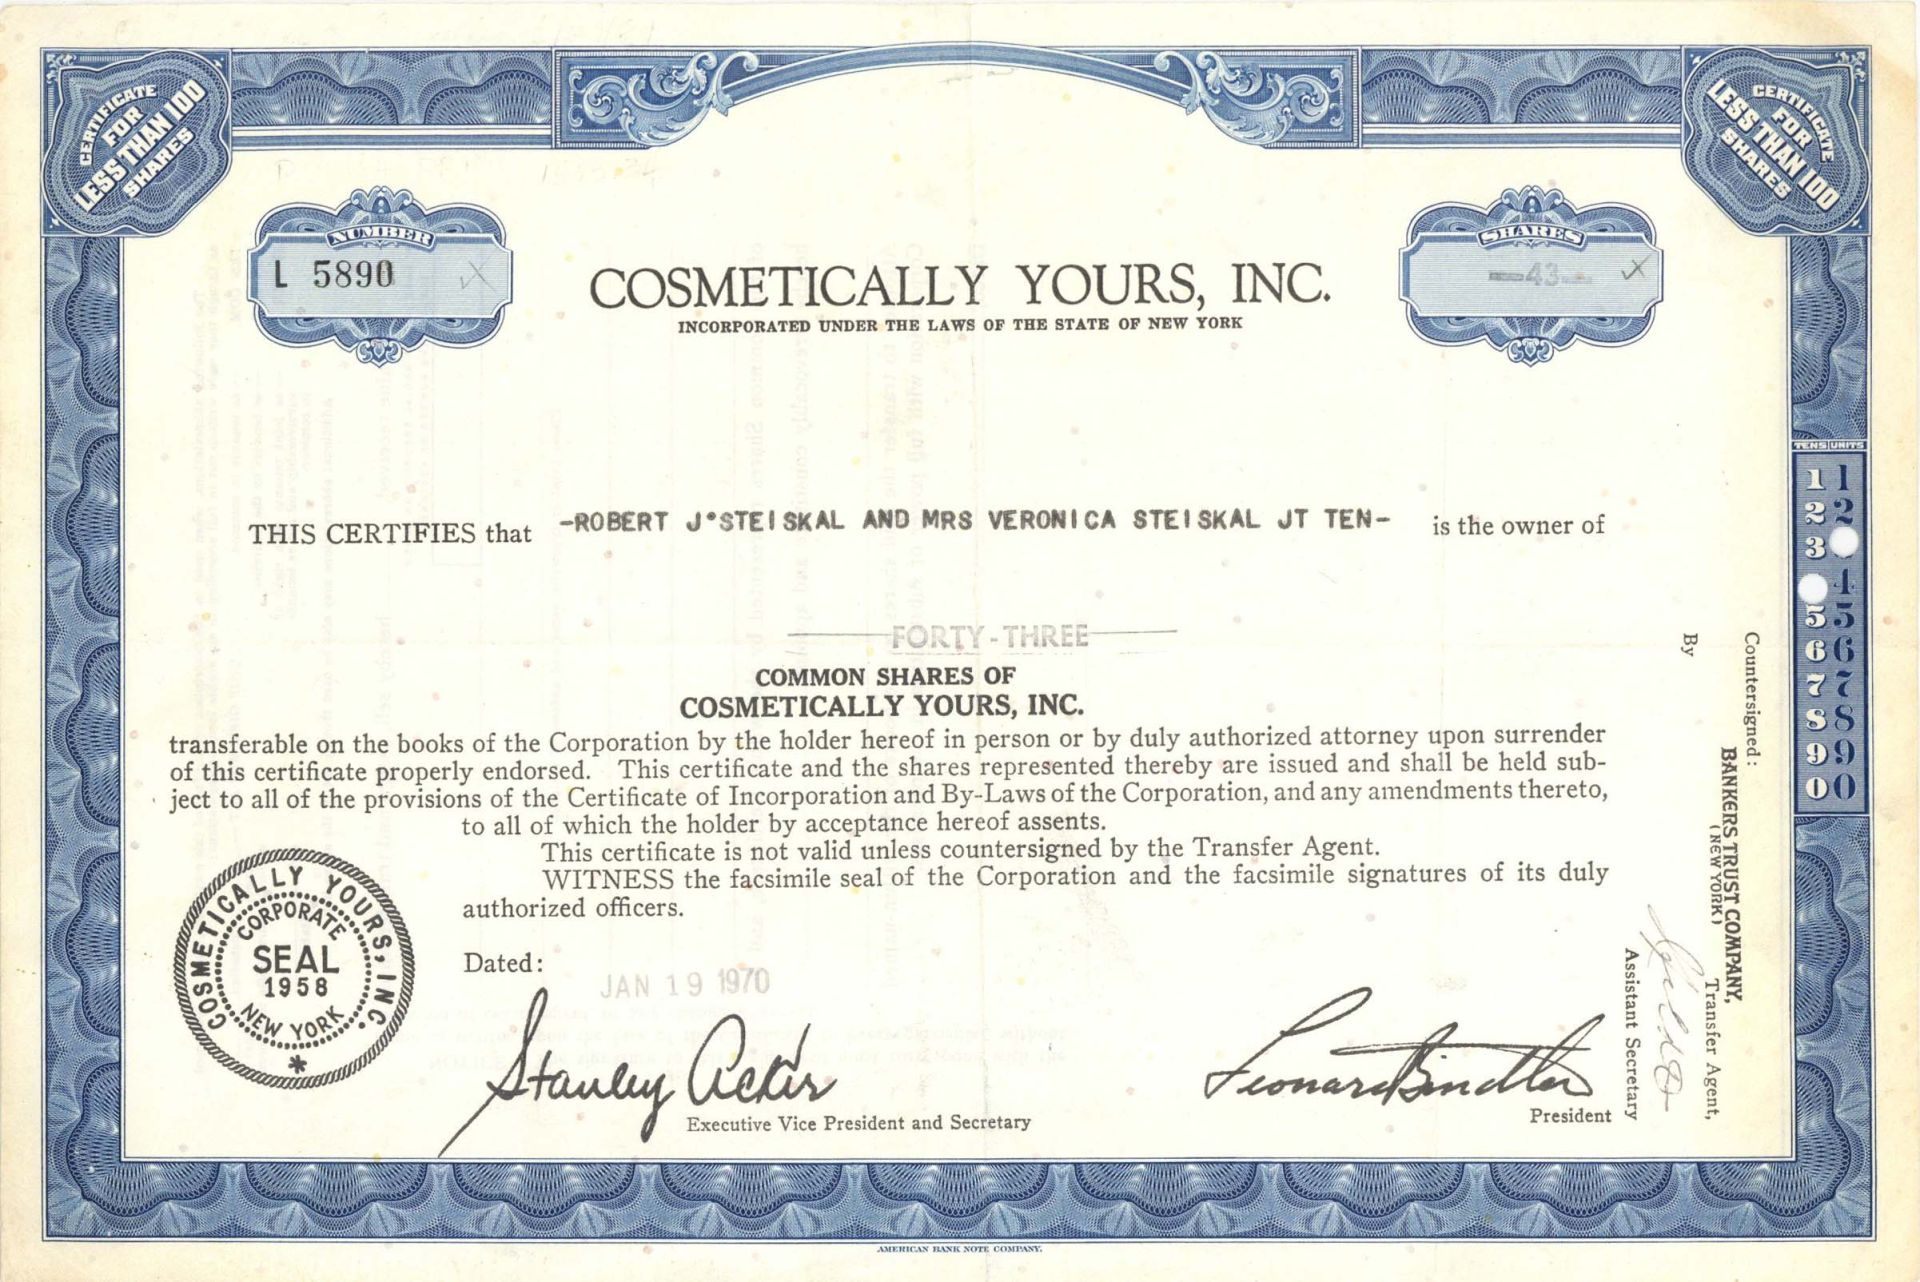 CERTIFICATE
FOR
LESS THAN 100
SHARES
CERTIFICATE
FOR
LESS THAN 100
SHARES
NUMBER
L 5890
SHARES
—43—
COSMETICALLY YOURS, INC.
INCORPORATED UNDER THE LAWS OF THE STATE OF NEW YORK
THIS CERTIFIES that -ROBERT J*STEISKAL AND MRS VERONICA STEISKAL JT TEN- is the owner of
FORTY-THREE
COMMON SHARES OF
COSMETICALLY YOURS, INC.
transferable on the books of the Corporation by the holder hereof in person or by duly authorized attorney upon surrender
of this certificate properly endorsed. This certificate and the shares represented thereby are issued and shall be held sub-
ject to all of the provisions of the Certificate of Incorporation and By-Laws of the Corporation, and any amendments thereto,
to all of which the holder by acceptance hereof assents.
This certificate is not valid unless countersigned by the Transfer Agent.
WITNESS the facsimile seal of the Corporation and the facsimile signatures of its duly
authorized officers.
COSMETICALLY YOURS, INC.
CORPORATE
SEAL
1958
NEW YORK
*
Dated:
JAN 19 1970
Stanley Acker
Executive Vice President and Secretary
Leonard Bindler
President
Countersigned:
BANKERS TRUST COMPANY,
(NEW YORK)
Transfer Agent,
By
Assistant Secretary
TENS UNITS
1 1
2 2
3
4
5 5
6 6
7 7
8 8
9 9
0 0
AMERICAN BANK NOTE COMPANY.